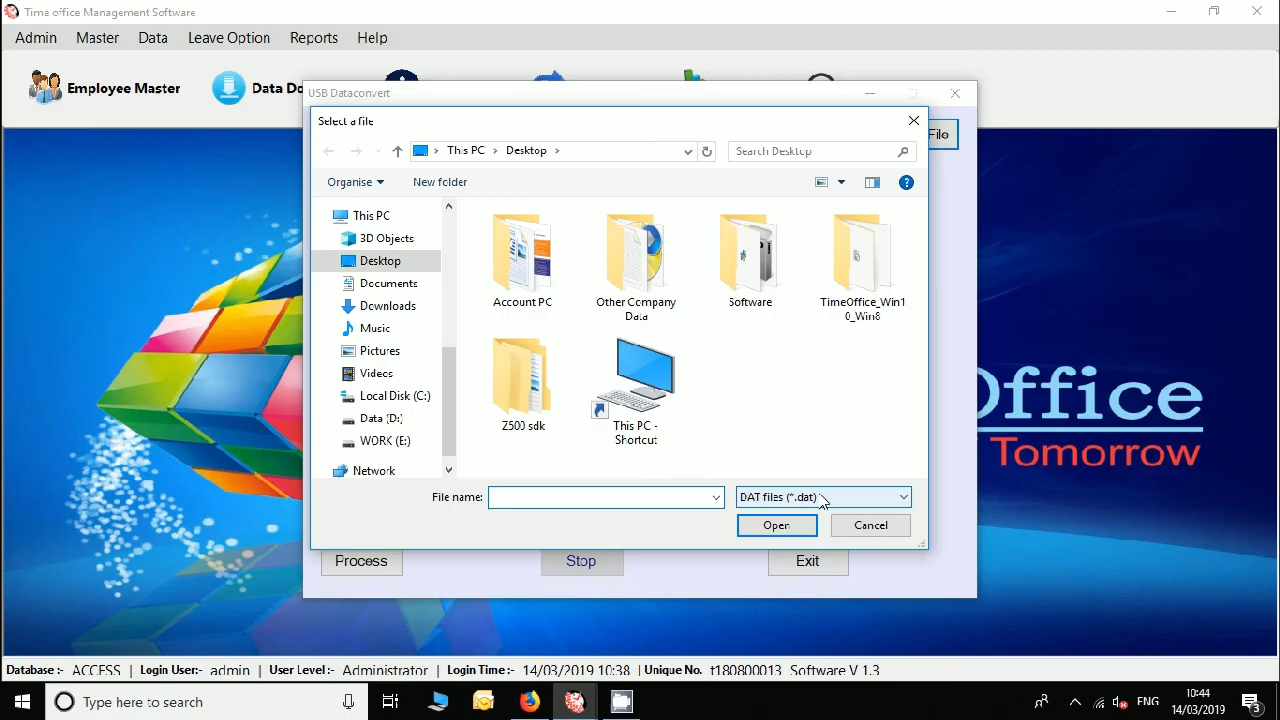 Time office Management Software
Admin Master Data Leave Option Reports Help
Employee Master
Data Do
USB Dataconvert
Select a file
File
This PC Desktop
Search Desktop
Organise New folder
This PC
3D Objects
Desktop
Documents
Downloads
Music
Pictures
Videos
Local Disk (C:)
Data (D:)
WORK (E:)
Network
Account PC
Other Company
Data
Software
TimeOffice_Win1
0_Win8
Z500 sdk
This PC -
Shortcut
File name:
DAT files (*.dat)
Open Cancel
Process Stop Exit
Office
Tomorrow
Database :- ACCESS | Login User:- admin | User Level :- Administrator | Login Time :- 14/03/2019 10:38 | Unique No. t180800013 Software V 1.3
Type here to search
ENG
10:44
14/03/2019
3